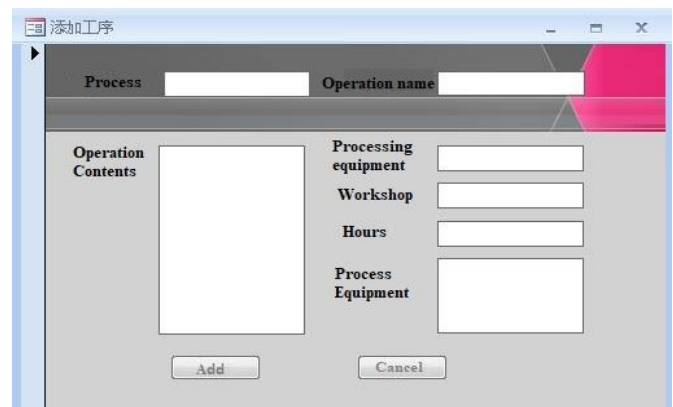 添加工序
Process
Operation name
Operation
Contents
Processing
equipment
Workshop
Hours
Process
Equipment
Add
Cancel